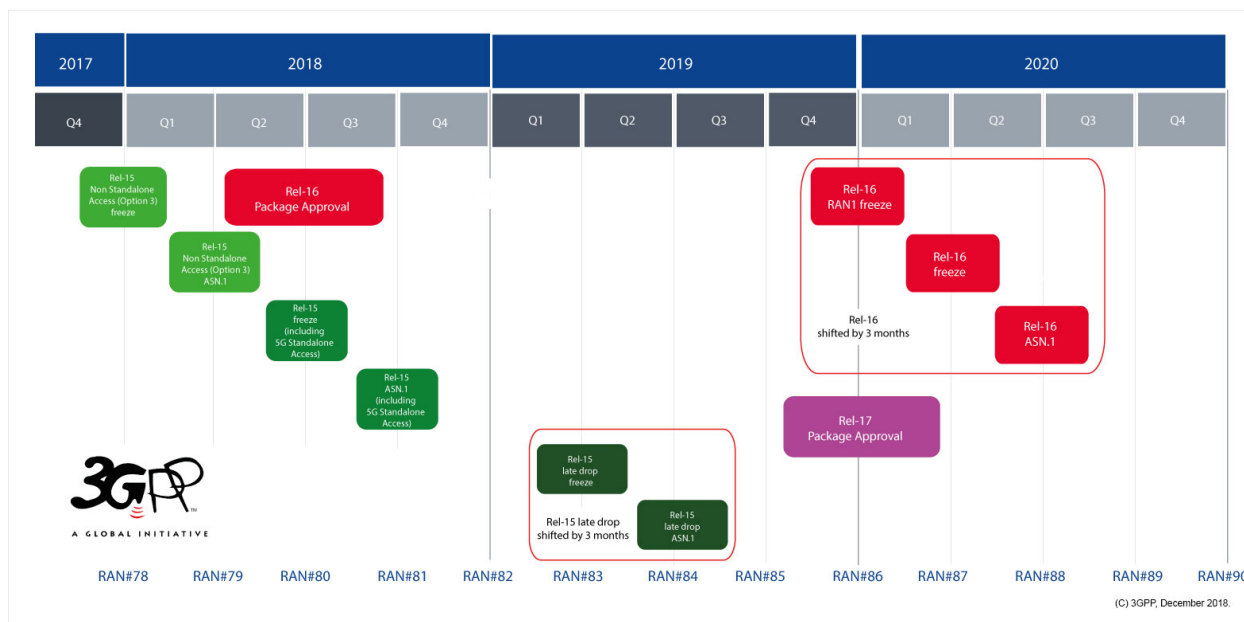 2017
2018
2019
2020
Q4
Q1
Q2
Q3
Q4
Q1
Q2
Q3
Q4
Q1
Q2
Q3
Q4
Rel-15
Non Standalone
Access (Option 3)
freeze
Rel-16
Package Approval
Rel-16
RAN1 freeze
Rel-15
Non Standalone
Access (Option 3)
ASN.1
Rel-16
freeze
Rel-15
freeze
(including
5G Standalone
Access)
Rel-16
shifted by 3 months
Rel-16
ASN.1
Rel-15
ASN.1
(including
5G Standalone
Access)
Rel-17
Package Approval
Rel-15
late drop
freeze
Rel-15 late drop
shifted by 3 months
Rel-15
late drop
ASN.1
3GPP™
A GLOBAL INITIATIVE
RAN#78
RAN#79
RAN#80
RAN#81
RAN#82
RAN#83
RAN#84
RAN#85
RAN#86
RAN#87
RAN#88
RAN#89
RAN#90
(C) 3GPP, December 2018.